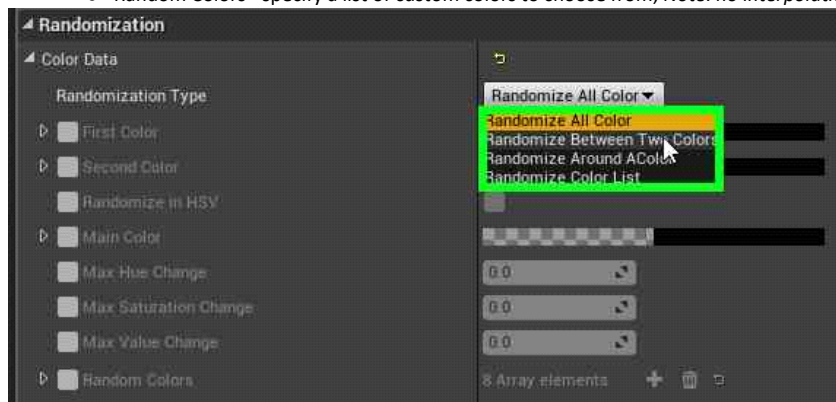 Randomization
Color Data
Randomization Type
Randomize All Color
Randomize All Color
Randomize Between Two Colors
Randomize Around AColor
Randomize Color List
First Color
Second Color
Randomize in HSV
Main Color
Max Hue Change
0.0
Max Saturation Change
0.0
Max Value Change
0.0
Random Colors
8 Array elements